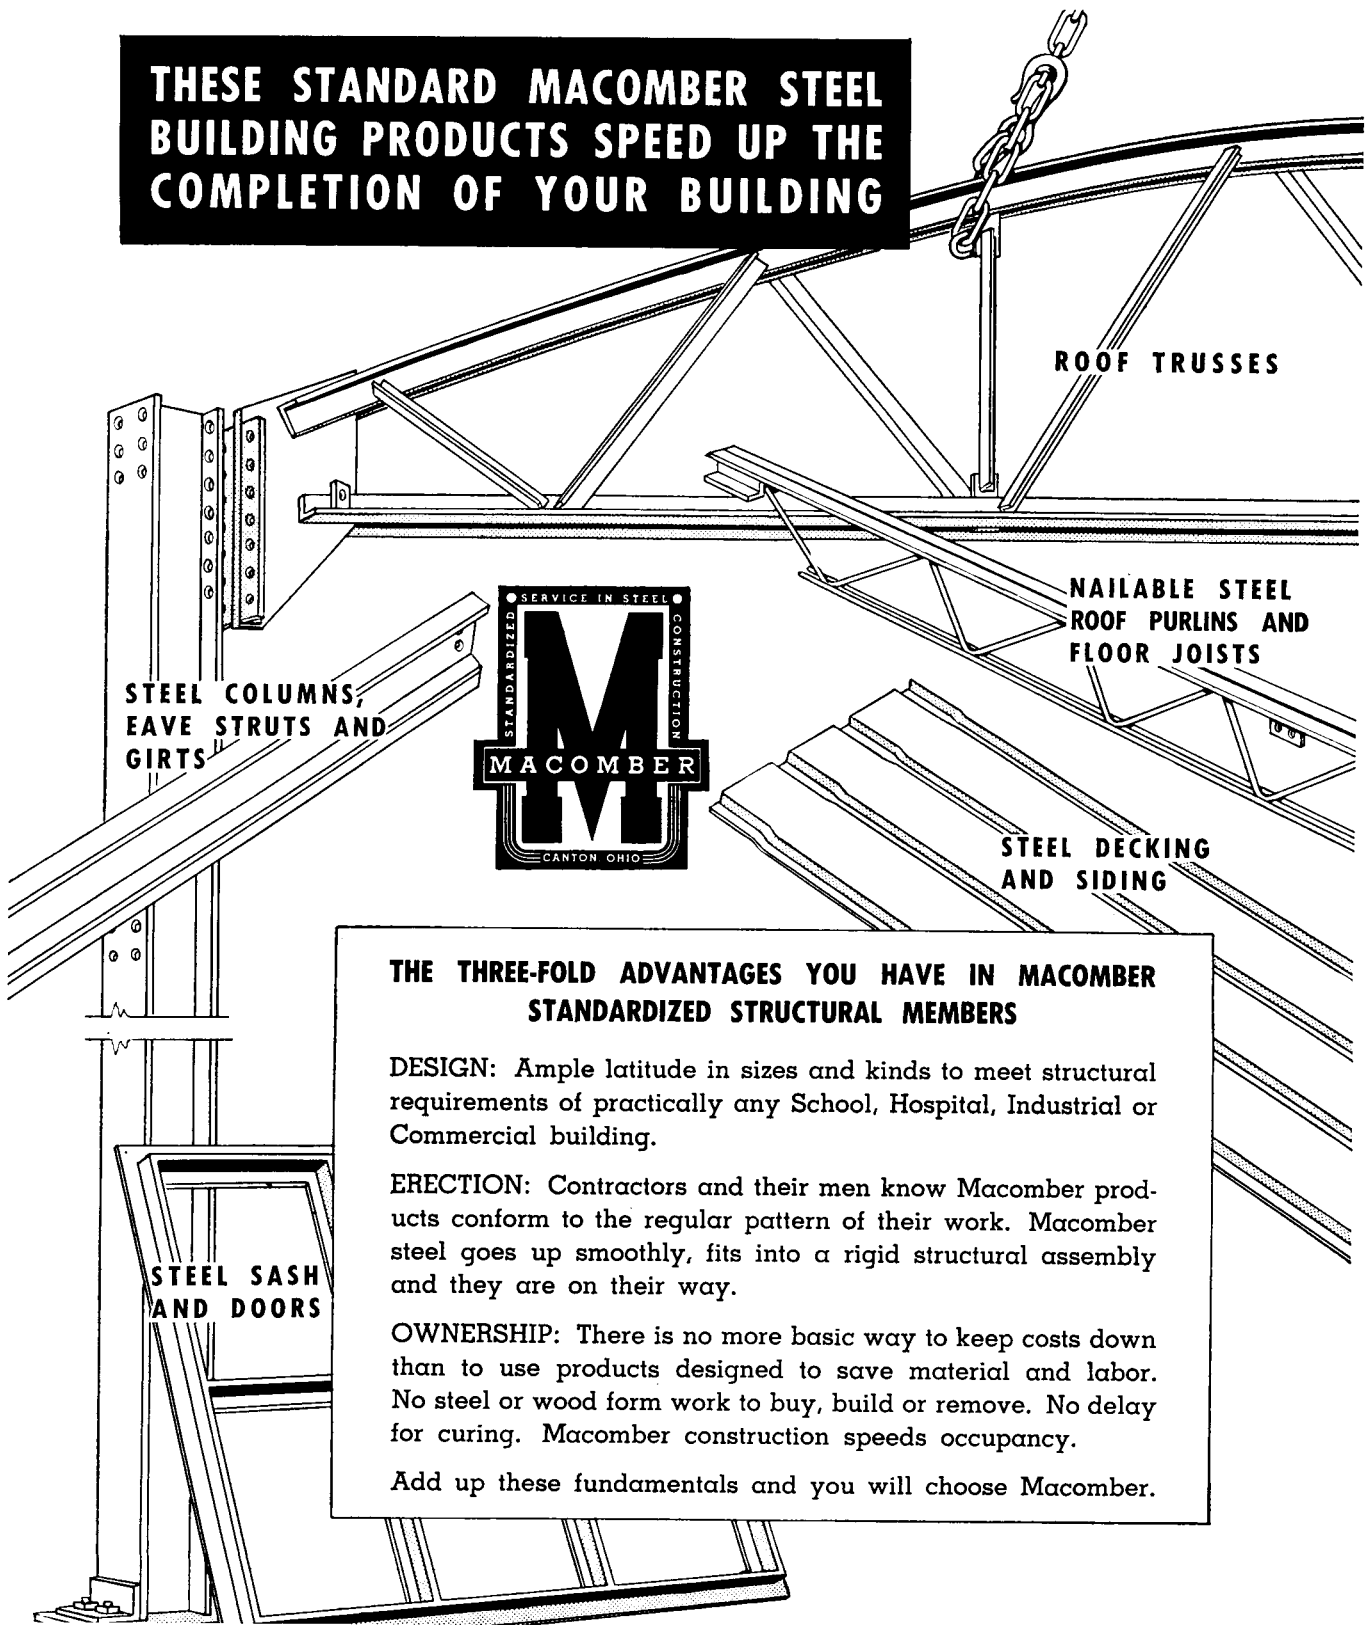 THESE STANDARD MACOMBER STEEL
BUILDING PRODUCTS SPEED UP THE
COMPLETION OF YOUR BUILDING
ROOF TRUSSES
NAILABLE STEEL
ROOF PURLINS AND
FLOOR JOISTS
STEEL COLUMNS,
EAVE STRUTS AND
GIRTS
SERVICE IN STEEL
STANDARDIZED
CONSTRUCTION
M
MACOMBER
CANTON, OHIO
STEEL DECKING
AND SIDING
THE THREE-FOLD ADVANTAGES YOU HAVE IN MACOMBER
STANDARDIZED STRUCTURAL MEMBERS
DESIGN: Ample latitude in sizes and kinds to meet structural
requirements of practically any School, Hospital, Industrial or
Commercial building.
ERECTION: Contractors and their men know Macomber prod-
ucts conform to the regular pattern of their work. Macomber
steel goes up smoothly, fits into a rigid structural assembly
and they are on their way.
OWNERSHIP: There is no more basic way to keep costs down
than to use products designed to save material and labor.
No steel or wood form work to buy, build or remove. No delay
for curing. Macomber construction speeds occupancy.
Add up these fundamentals and you will choose Macomber.
STEEL SASH
AND DOORS